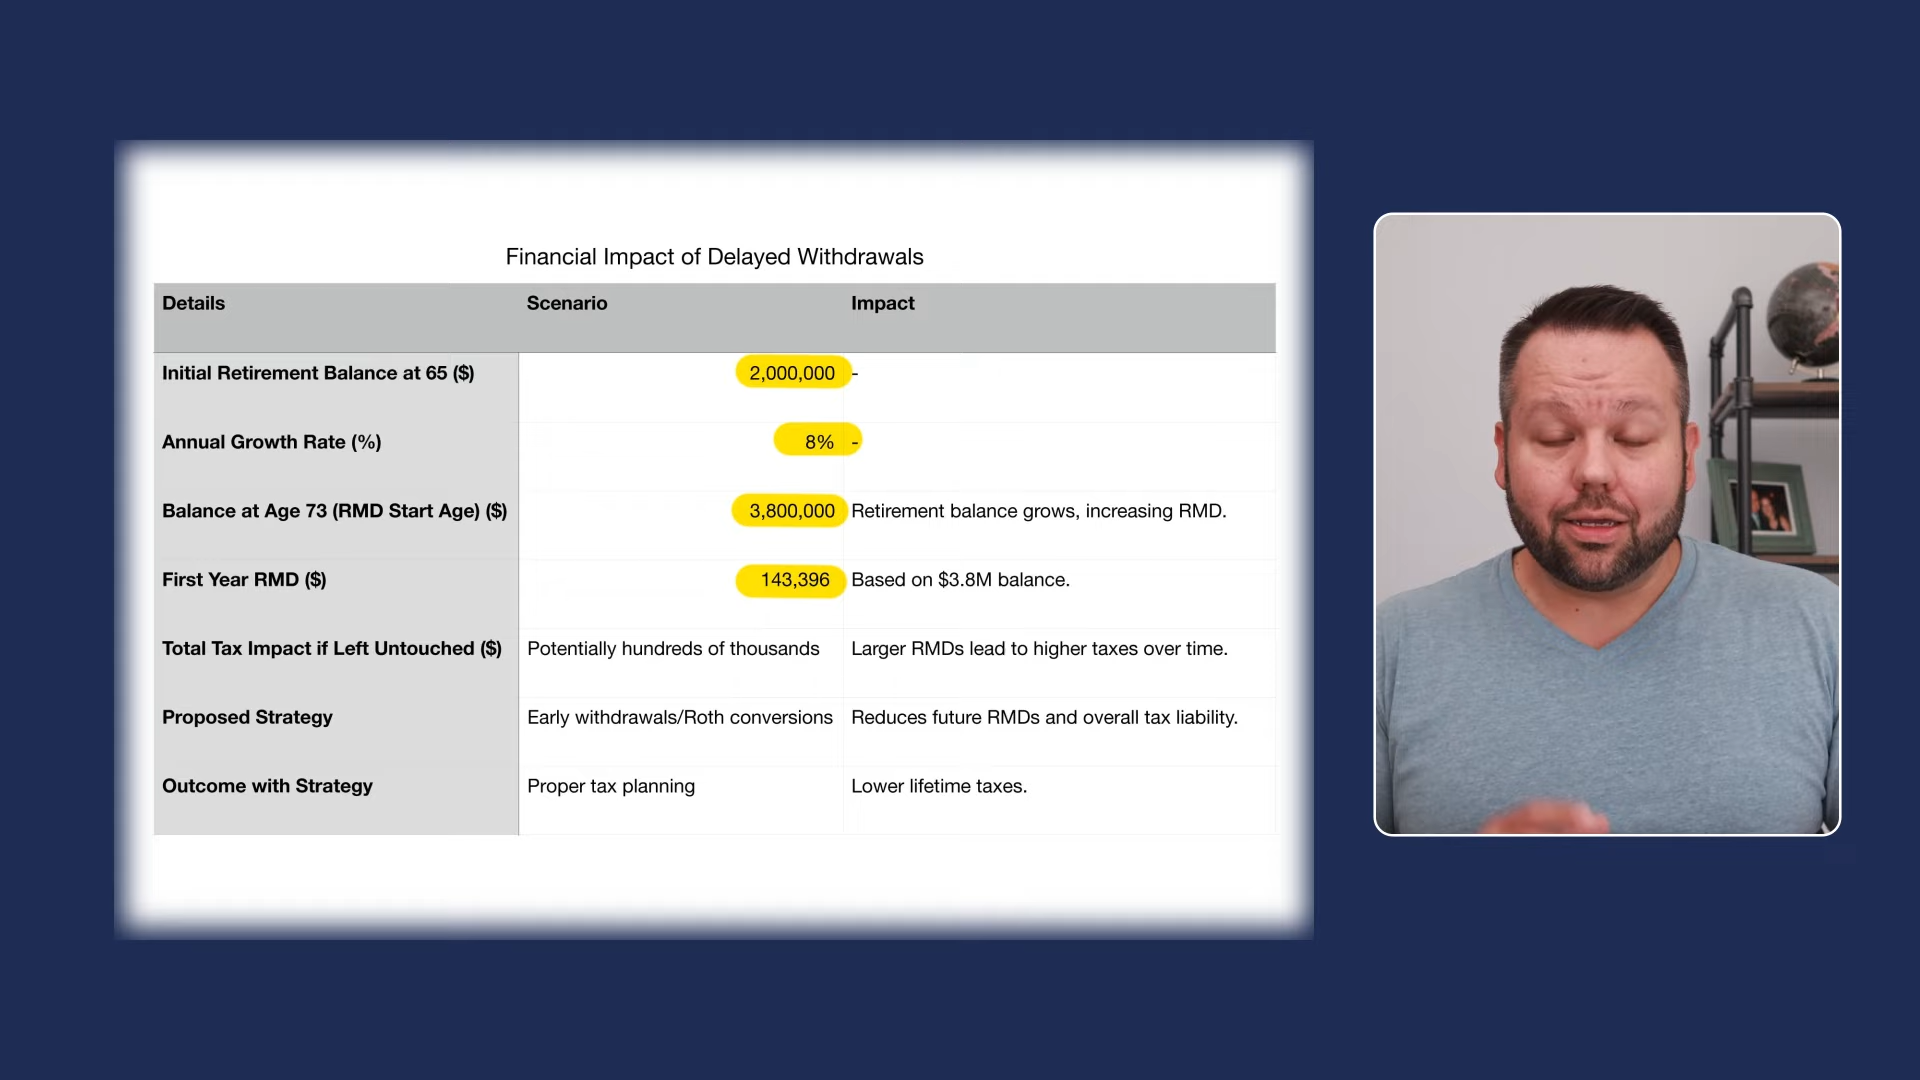 Financial Impact of Delayed Withdrawals
Details Scenario Impact
Initial Retirement Balance at 65 ($) 2,000,000 -
Annual Growth Rate (%) 8% -
Balance at Age 73 (RMD Start Age) ($) 3,800,000 Retirement balance grows, increasing RMD.
First Year RMD ($) 143,396 Based on $3.8M balance.
Total Tax Impact if Left Untouched ($) Potentially hundreds of thousands Larger RMDs lead to higher taxes over time.
Proposed Strategy Early withdrawals/Roth conversions Reduces future RMDs and overall tax liability.
Outcome with Strategy Proper tax planning Lower lifetime taxes.